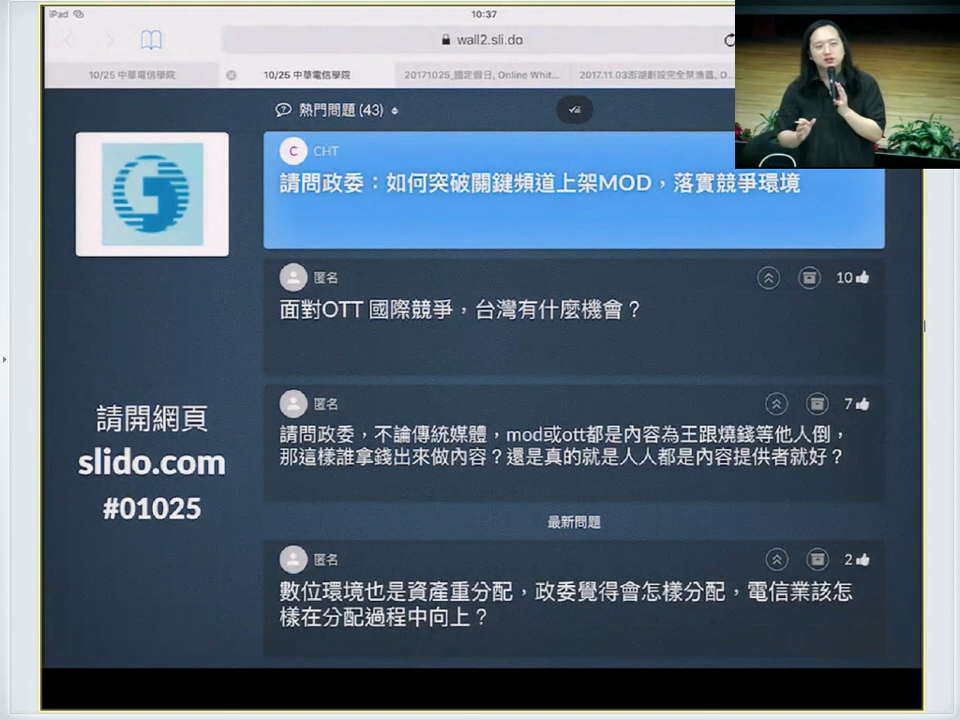 iPad
10:37
wall2.sli.do
10/25 中華電信學院
10/25 中華電信學院
20171025_國定假日, Online Whit...
2017.11.03澎湖劃設完全禁漁區, O...
熱門問題 (43)
C CHT
請問政委：如何突破關鍵頻道上架MOD，落實競爭環境
匿名
10
面對OTT 國際競爭，台灣有什麼機會？
匿名
7
請問政委，不論傳統媒體，mod或ott都是內容為王跟燒錢等他人倒，
那這樣誰拿錢出來做內容？還是真的就是人人都是內容提供者就好？
請開網頁
slido.com
#01025
最新問題
匿名
2
數位環境也是資產重分配，政委覺得會怎樣分配，電信業該怎
樣在分配過程中向上？